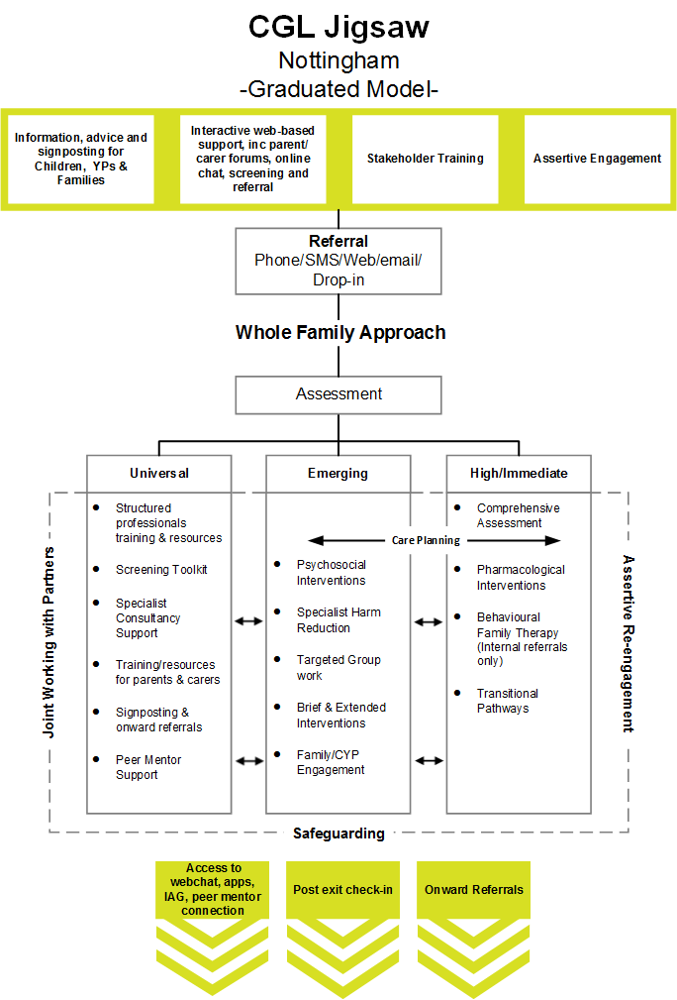 CGL Jigsaw
Nottingham
-Graduated Model-
Information, advice and
signposting for
Children, YPs &
Families
Interactive web-based
support, inc parent/
carer forums, online
chat, screening and
referral
Stakeholder Training
Assertive Engagement
Referral
Phone/SMS/Web/email/
Drop-in
Whole Family Approach
Assessment
Universal
Emerging
High/Immediate
Joint Working with Partners
• Structured
professionals
training & resources
• Screening Toolkit
• Specialist
Consultancy
Support
• Training/resources
for parents & carers
• Signposting &
onward referrals
• Peer Mentor
Support
Care Planning
• Psychosocial
Interventions
• Specialist Harm
Reduction
• Targeted Group
work
• Brief & Extended
Interventions
• Family/CYP
Engagement
• Comprehensive
Assessment
• Pharmacological
Interventions
• Behavioural
Family Therapy
(Internal referrals
only)
• Transitional
Pathways
Assertive Re-engagement
Safeguarding
Access to
webchat, apps,
IAG, peer mentor
connection
Post exit check-in
Onward Referrals